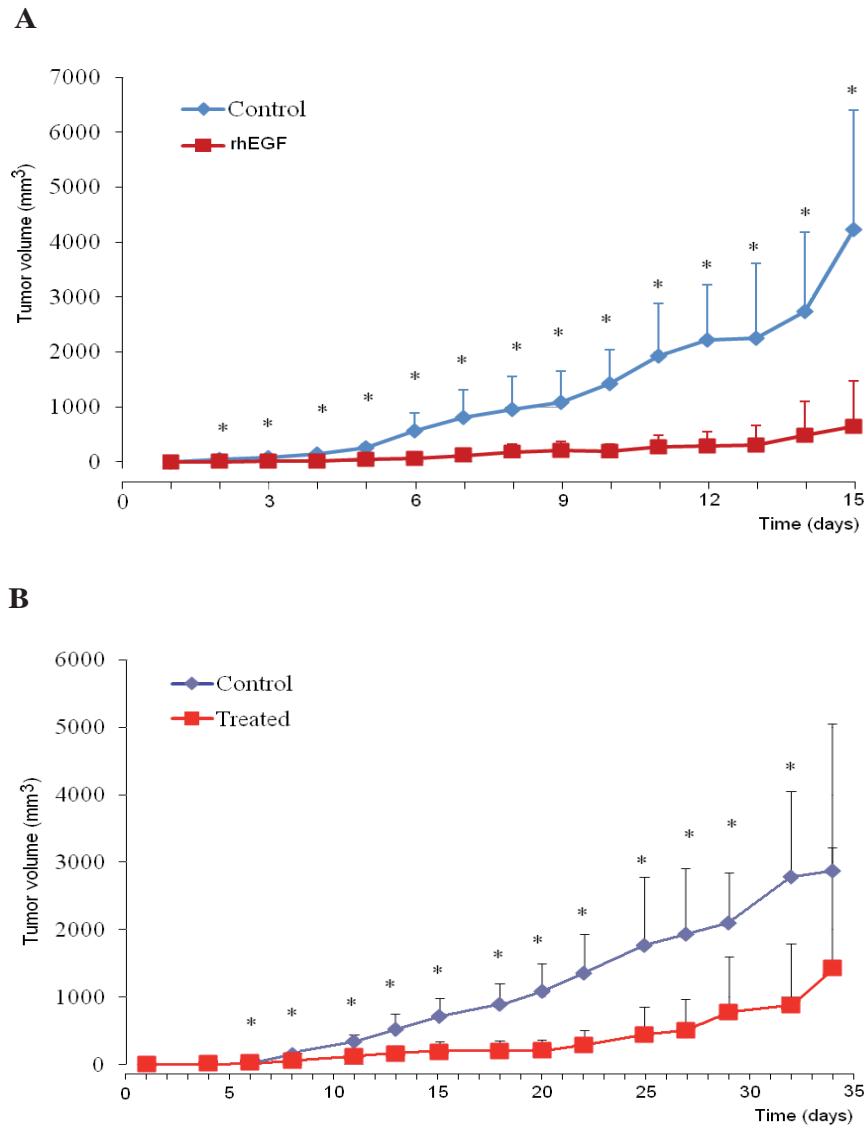 A
7000
6000
5000
4000
3000
2000
1000
0
Tumor volume (mm³)
Control
rhEGF
* * * * * * * * * * * * * *
0 3 6 9 12 15
Time (days)
B
6000
5000
4000
3000
2000
1000
0
Tumor volume (mm³)
Control
Treated
* * * * * * * * * * * *
0 5 10 15 20 25 30 35
Time (days)